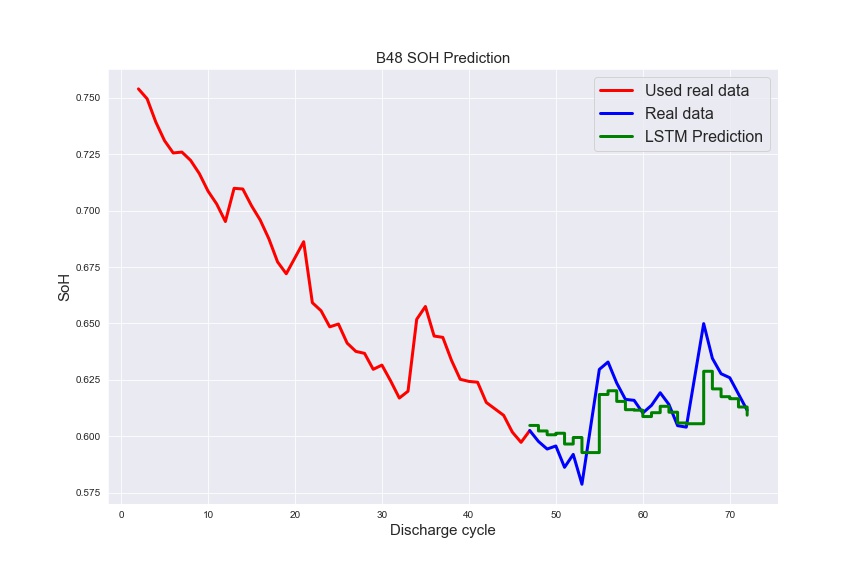 B48 SOH Prediction
Used real data
Real data
LSTM Prediction
0.750
0.725
0.700
0.675
0.650
0.625
0.600
0.575
SoH
0 10 20 30 40 50 60 70
Discharge cycle